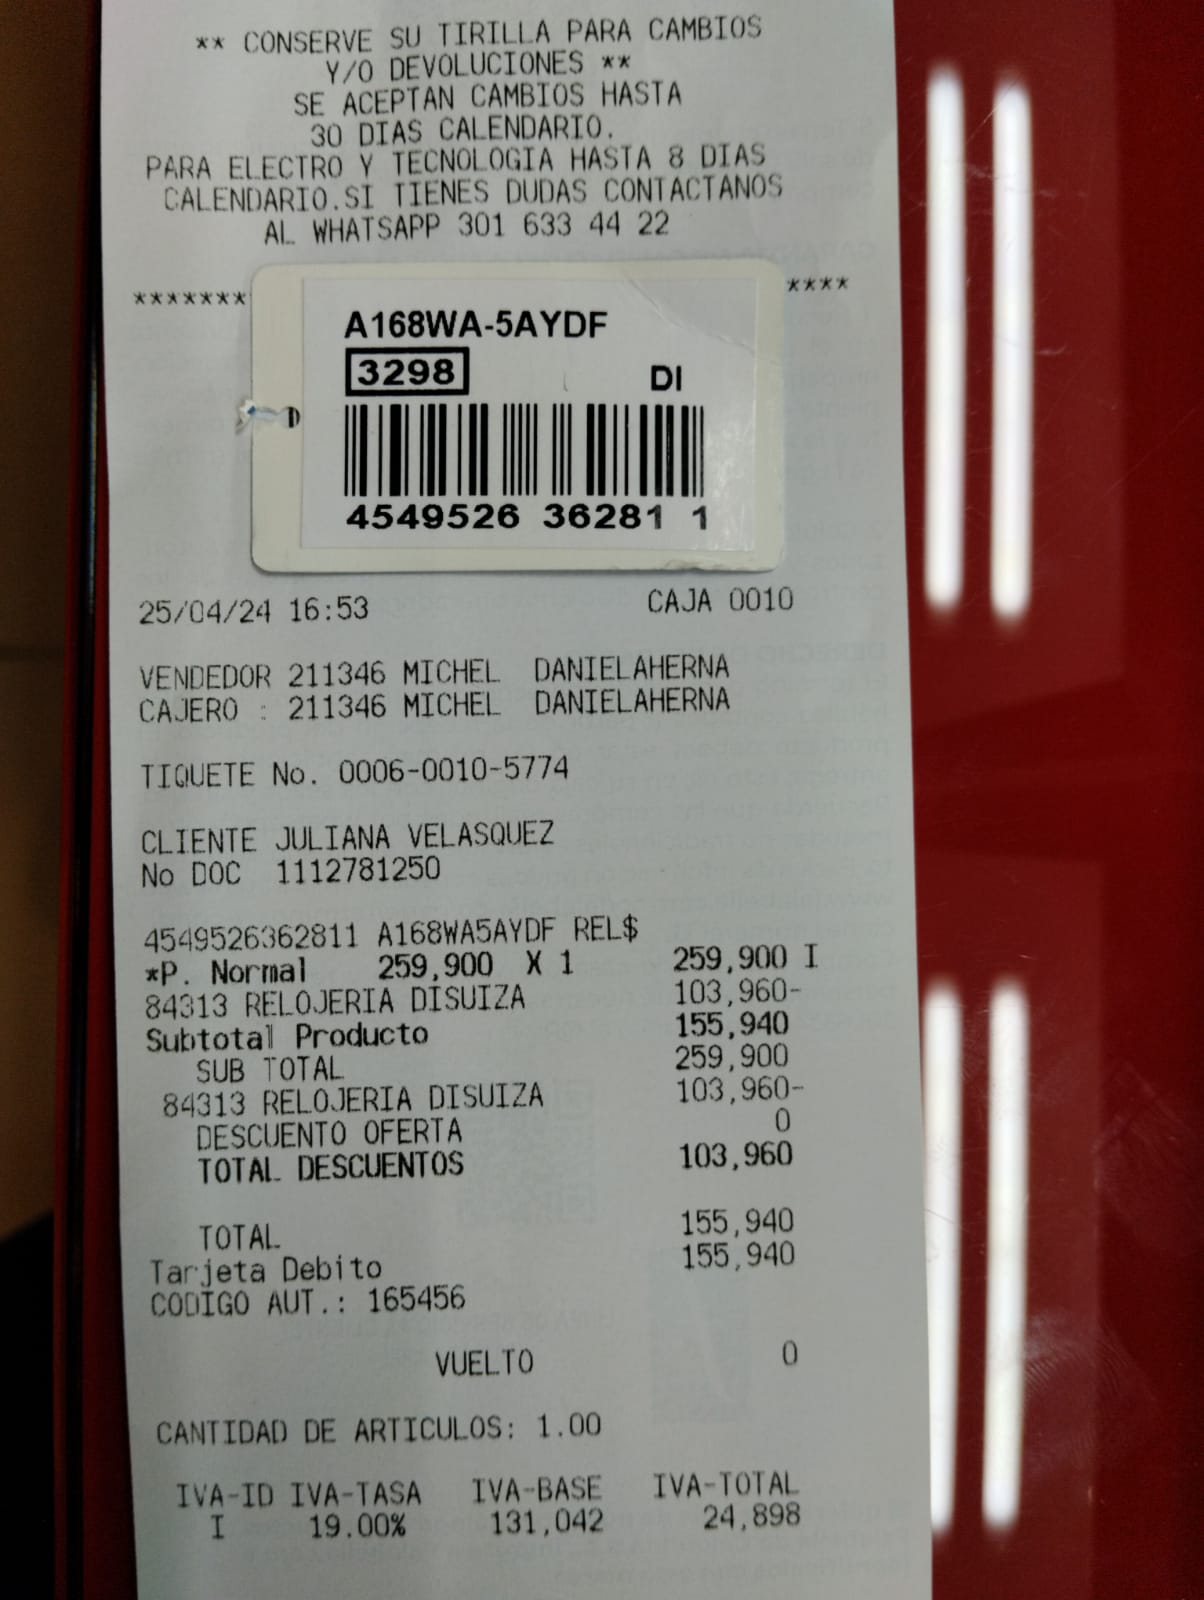 ** CONSERVE SU TIRILLA PARA CAMBIOS
Y/O DEVOLUCIONES **
SE ACEPTAN CAMBIOS HASTA
30 DIAS CALENDARIO.
PARA ELECTRO Y TECNOLOGIA HASTA 8 DIAS
CALENDARIO.SI TIENES DUDAS CONTACTANOS
AL WHATSAPP 301 633 44 22
******* ****
A168WA-5AYDF
3298 DI
4549526 36281 1
25/04/24 16:53 CAJA 0010
VENDEDOR 211346 MICHEL DANIELAHERNA
CAJERO : 211346 MICHEL DANIELAHERNA
TIQUETE No. 0006-0010-5774
CLIENTE JULIANA VELASQUEZ
No DOC 1112781250
4549526362811 A168WA5AYDF REL$
*P. Normal 259,900 X 1 259,900 I
84313 RELOJERIA DISUIZA 103,960-
Subtotal Producto 155,940
SUB TOTAL 259,900
84313 RELOJERIA DISUIZA 103,960-
DESCUENTO OFERTA 0
TOTAL DESCUENTOS 103,960
TOTAL 155,940
Tarjeta Debito 155,940
CODIGO AUT.: 165456
VUELTO 0
CANTIDAD DE ARTICULOS: 1.00
IVA-ID IVA-TASA IVA-BASE IVA-TOTAL
I 19.00% 131,042 24,898